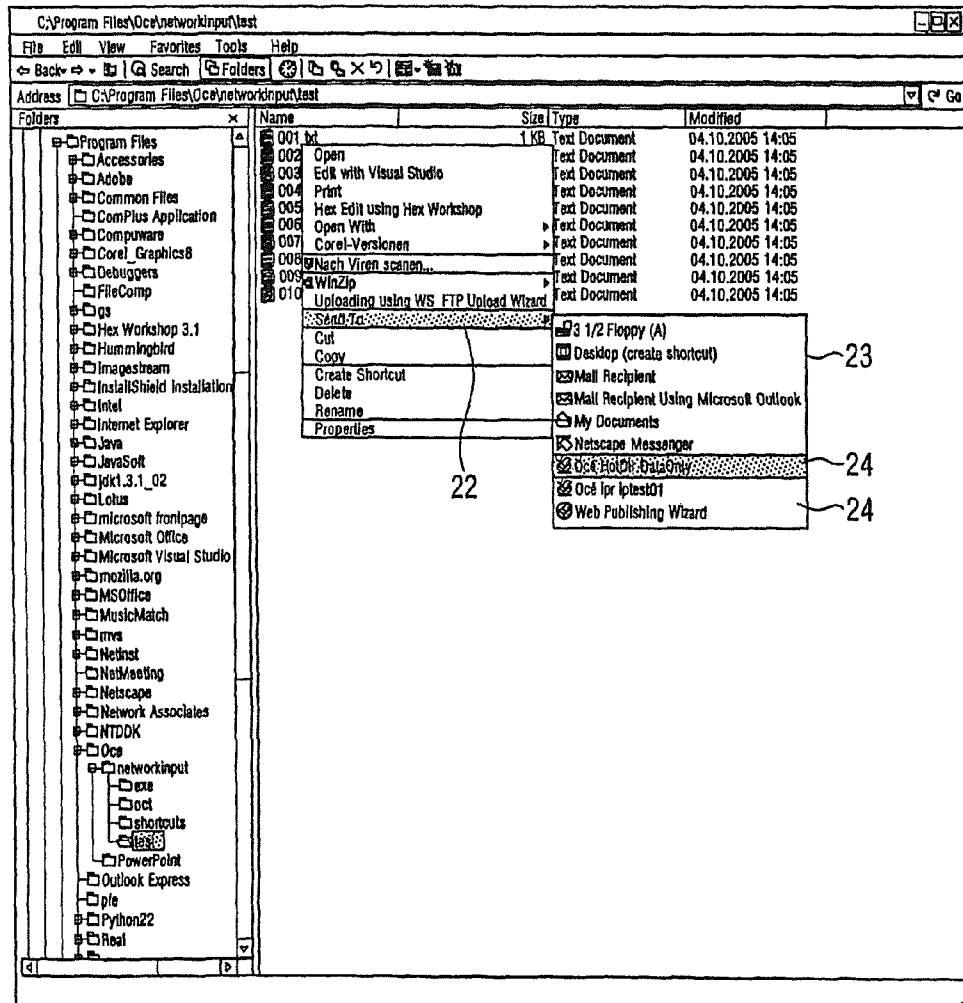 C:\Program Files\Oce\networkinput\test
File Edit View Favorites Tools Help
Back Search Folders
Address C:\Program Files\Oce\networkinput\test Go
Folders
Program Files
Accessories
Adobe
Common Files
ComPlus Application
Compuware
Corel_Graphics8
Debuggers
FileComp
gs
Hex Workshop 3.1
Hummingbird
Imagestream
InstallShield Installation
Intel
Internet Explorer
Java
JavaSoft
jdk1.3.1_02
Lotus
microsoft frontpage
Microsoft Office
Microsoft Visual Studio
mozilla.org
MSOffice
MusicMatch
mvs
NetInst
NetMeeting
Netscape
Network Associates
NTDDK
Oce
networkinput
exe
oct
shortcuts
PowerPoint
Outlook Express
pfe
Python22
Real
Name Size Type Modified
001.txt 1 KB Text Document 04.10.2005 14:05
002 Text Document 04.10.2005 14:05
003 Text Document 04.10.2005 14:05
004 Text Document 04.10.2005 14:05
005 Text Document 04.10.2005 14:05
006 Text Document 04.10.2005 14:05
007 Text Document 04.10.2005 14:05
008 Text Document 04.10.2005 14:05
009 Text Document 04.10.2005 14:05
010 Text Document 04.10.2005 14:05
Open
Edit with Visual Studio
Print
Hex Edit using Hex Workshop
Open With
Corel-Versionen
Nach Viren scanen...
WinZip
Uploading using WS_FTP Upload Wizard
Send To
Cut
Copy
Create Shortcut
Delete
Rename
Properties
22
3 1/2 Floppy (A)
Desktop (create shortcut)
Mail Recipient
Mail Recipient Using Microsoft Outlook
My Documents
Netscape Messenger
Océ HotDir DataOnly
Océ lpr iptest01
Web Publishing Wizard
23
24
24